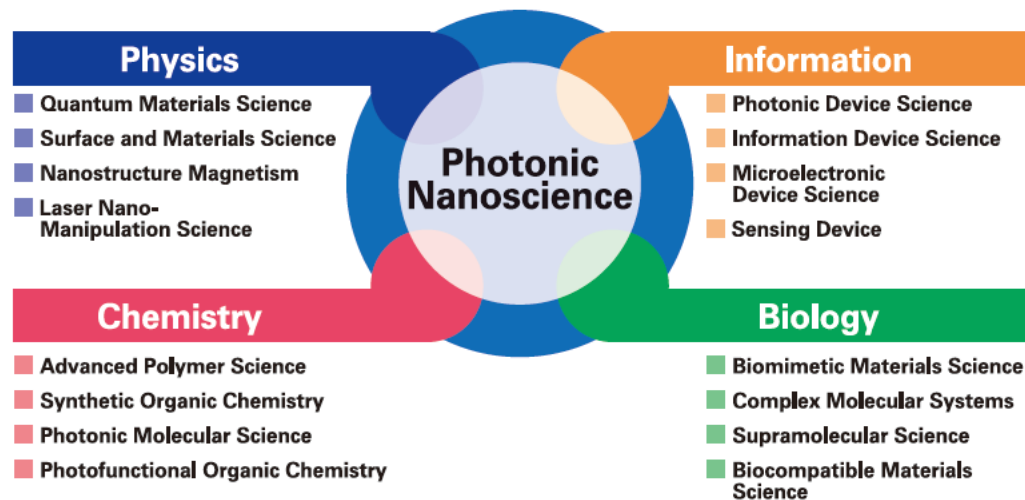 Physics
Quantum Materials Science
Surface and Materials Science
Nanostructure Magnetism
Laser Nano-
Manipulation Science
Photonic
Nanoscience
Information
Photonic Device Science
Information Device Science
Microelectronic
Device Science
Sensing Device
Chemistry
Advanced Polymer Science
Synthetic Organic Chemistry
Photonic Molecular Science
Photofunctional Organic Chemistry
Biology
Biomimetic Materials Science
Complex Molecular Systems
Supramolecular Science
Biocompatible Materials
Science